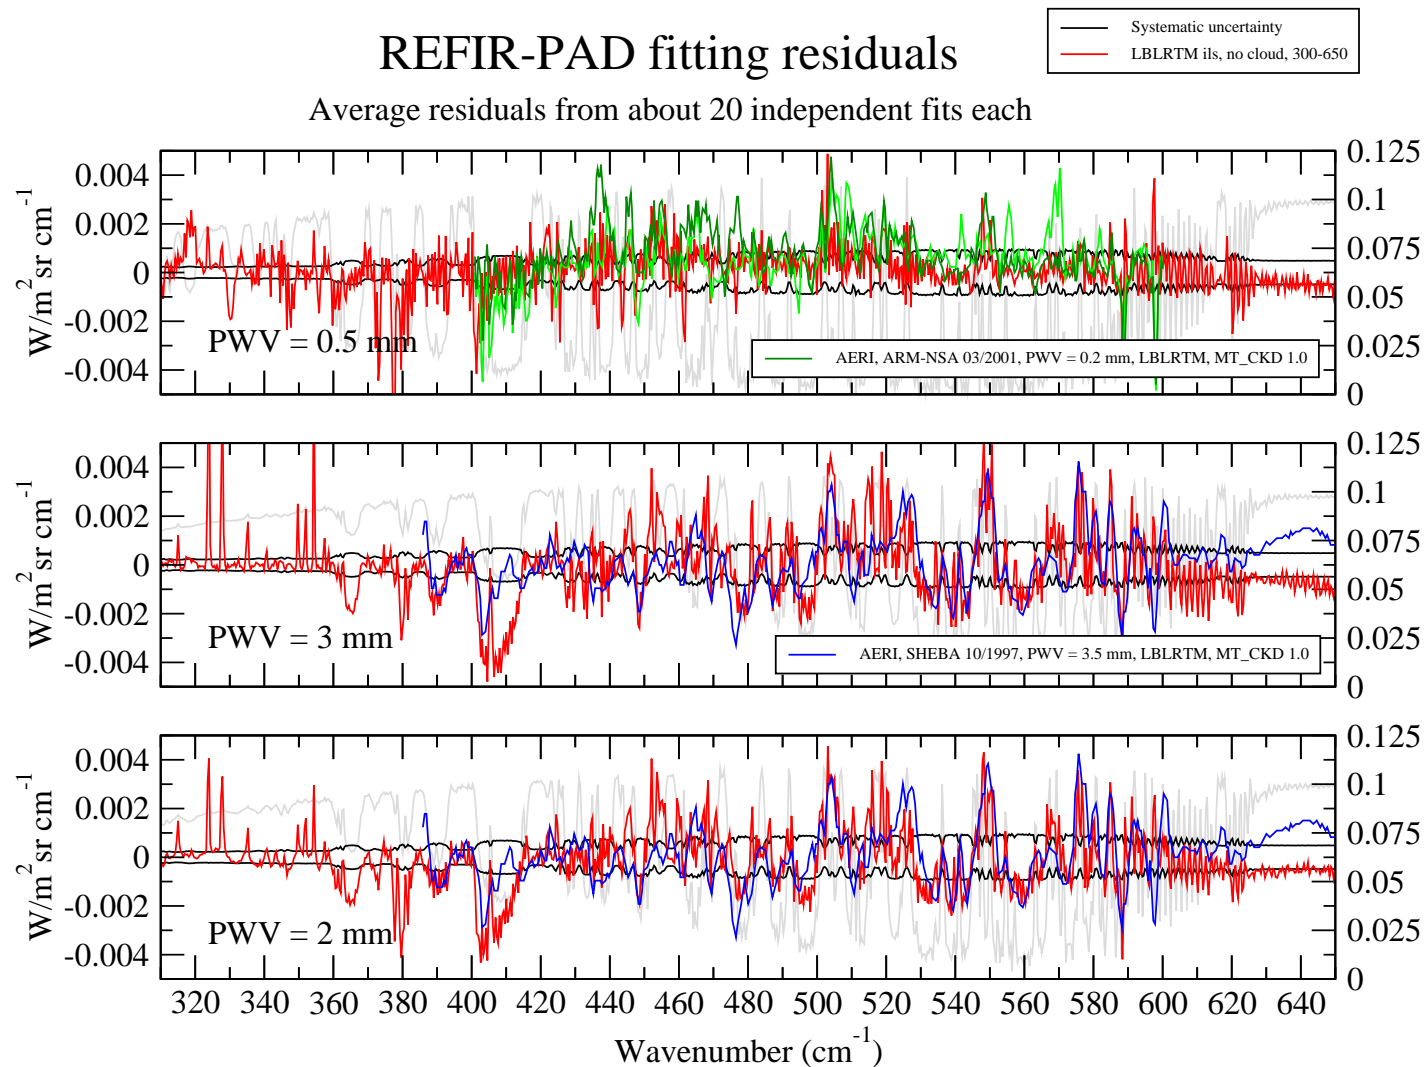 Systematic uncertainty
LBLRTM ils, no cloud, 300-650
REFIR-PAD fitting residuals
Average residuals from about 20 independent fits each
0.004
0.002
0
-0.002
-0.004
W/m² sr cm⁻¹
PWV = 0.5 mm
AERI, ARM-NSA 03/2001, PWV = 0.2 mm, LBLRTM, MT_CKD 1.0
0.125
0.1
0.075
0.05
0.025
0
0.004
0.002
0
-0.002
-0.004
W/m² sr cm⁻¹
PWV = 3 mm
AERI, SHEBA 10/1997, PWV = 3.5 mm, LBLRTM, MT_CKD 1.0
0.125
0.1
0.075
0.05
0.025
0
0.004
0.002
0
-0.002
-0.004
W/m² sr cm⁻¹
PWV = 2 mm
0.125
0.1
0.075
0.05
0.025
0
320 340 360 380 400 420 440 460 480 500 520 540 560 580 600 620 640
Wavenumber (cm⁻¹)